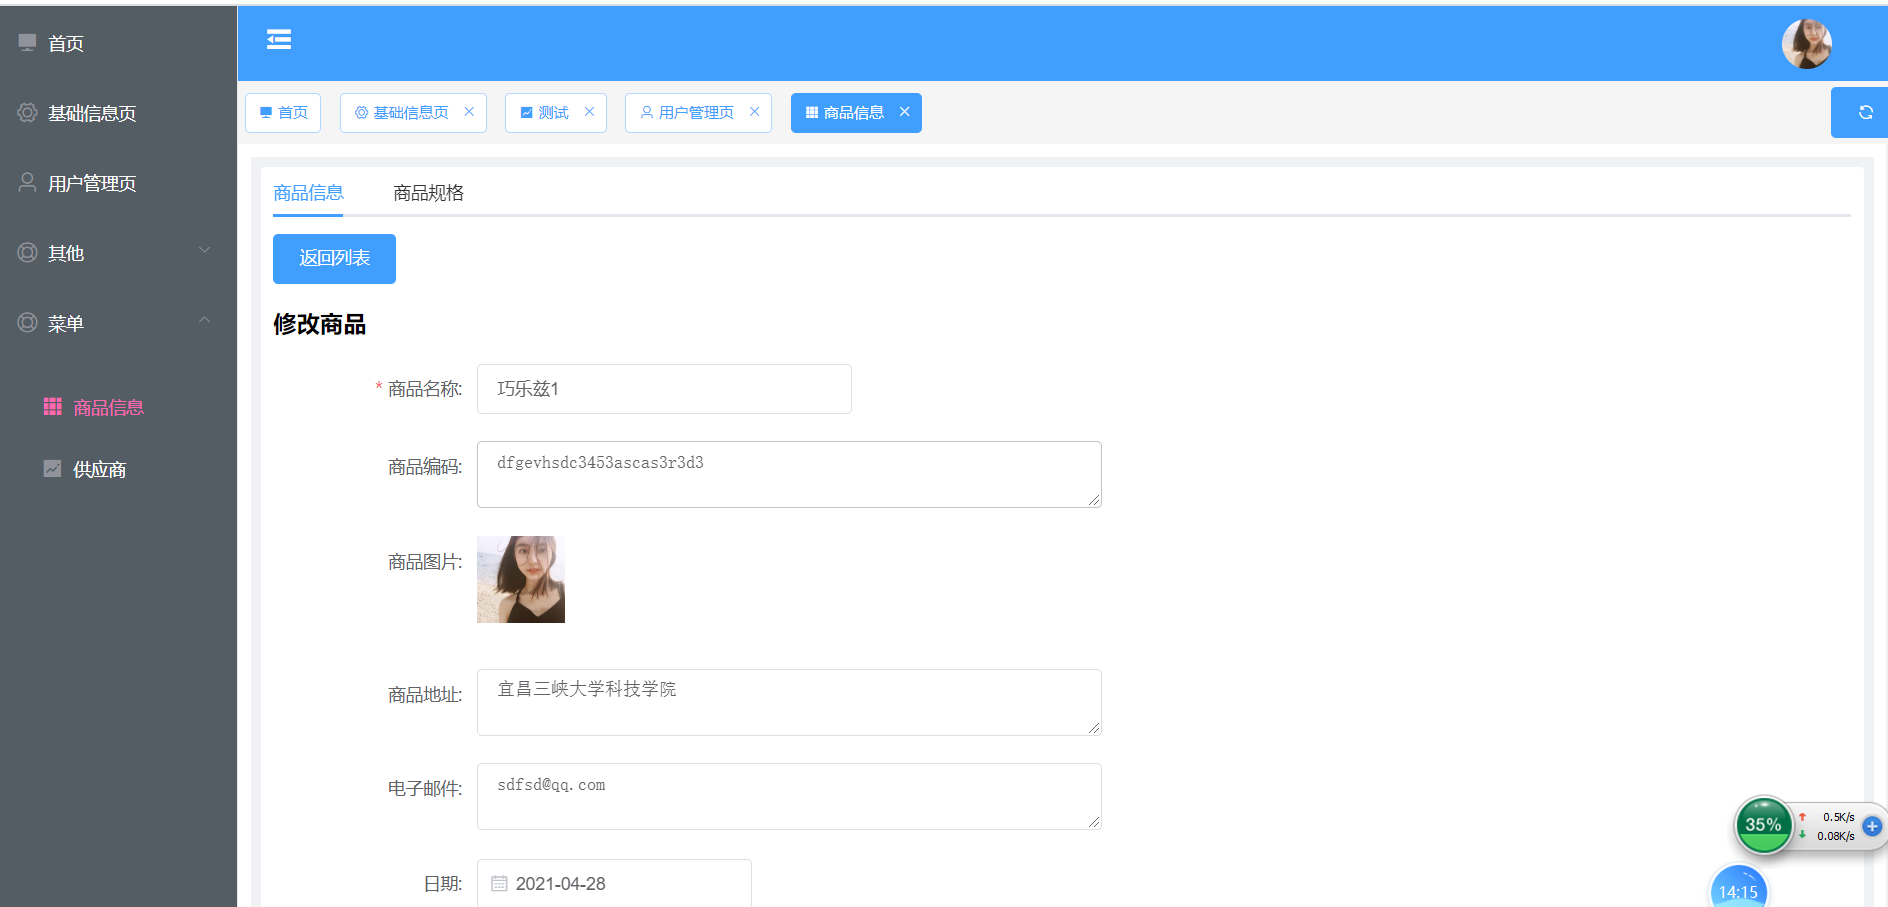 首页
基础信息页
用户管理页
其他
菜单
商品信息
供应商
首页
基础信息页
测试
用户管理页
商品信息
商品信息
商品规格
返回列表
修改商品
* 商品名称: 巧乐兹1
商品编码: dfgevhsdc3453ascas3r3d3
商品图片:
商品地址: 宜昌三峡大学科技学院
电子邮件: sdfsd@qq.com
日期: 2021-04-28
35%
0.5K/s
0.08K/s
14:15